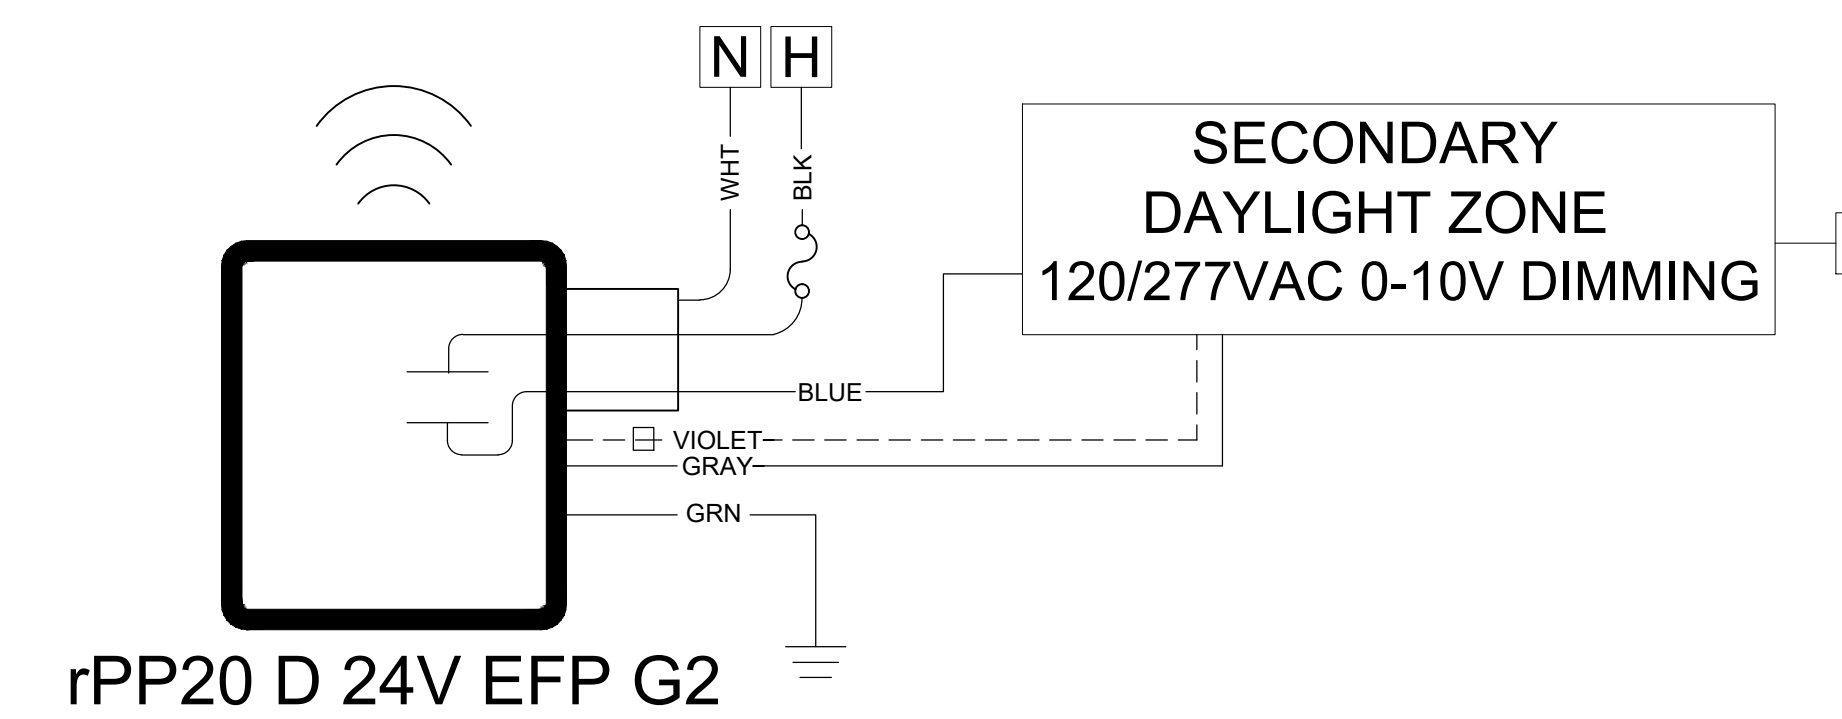 N H
WHT
BLK
SECONDARY
DAYLIGHT ZONE
120/277VAC 0-10V DIMMING
BLUE
VIOLET
GRAY
GRN
rPP20 D 24V EFP G2